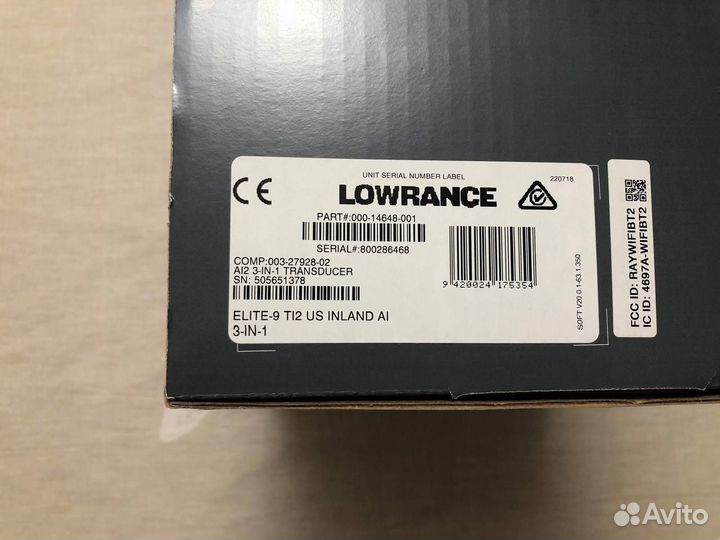 UNIT SERIAL NUMBER LABEL
220718
CE
LOWRANCE
PART#:000-14648-001
SERIAL#:800286468
COMP:003-27928-02
AI2 3-IN-1 TRANSDUCER
SN: 505651378
9 420024 175354
ELITE-9 TI2 US INLAND AI
3-IN-1
SOFT V20.0.1-63.1.350
FCC ID: RAYWIFIBT2
IC ID: 4697A-WIFIBT2
Avito